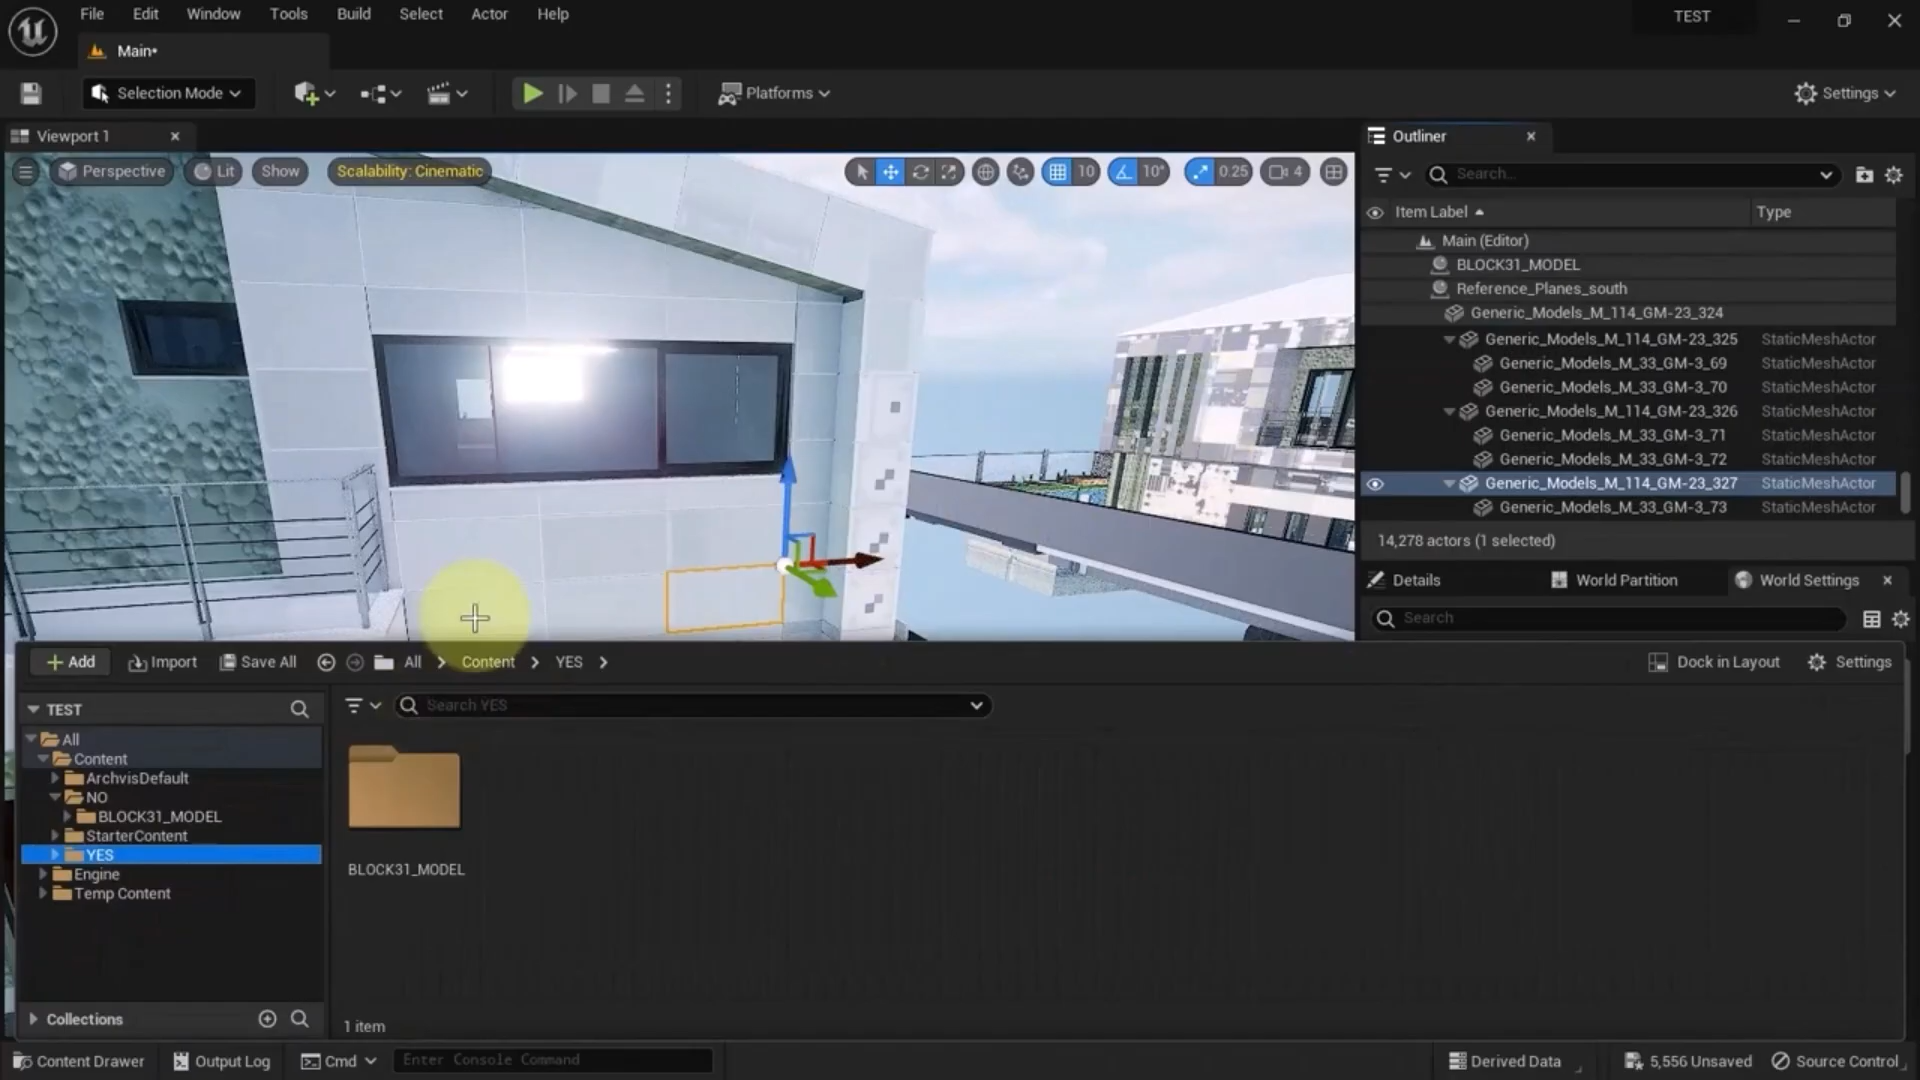 File Edit Window Tools Build Select Actor Help
TEST
Main•
Selection Mode
Platforms
Settings
Viewport 1
Outliner
Perspective Lit Show Scalability: Cinematic
10 10° 0.25 4
Search...
Item Label Type
Main (Editor)
BLOCK31_MODEL
Reference_Planes_south
Generic_Models_M_114_GM-23_324
Generic_Models_M_114_GM-23_325 StaticMeshActor
Generic_Models_M_33_GM-3_69 StaticMeshActor
Generic_Models_M_33_GM-3_70 StaticMeshActor
Generic_Models_M_114_GM-23_326 StaticMeshActor
Generic_Models_M_33_GM-3_71 StaticMeshActor
Generic_Models_M_33_GM-3_72 StaticMeshActor
Generic_Models_M_114_GM-23_327 StaticMeshActor
Generic_Models_M_33_GM-3_73 StaticMeshActor
14,278 actors (1 selected)
Details World Partition World Settings
Search
+ Add Import Save All All > Content > YES >
Dock in Layout Settings
TEST
Search YES
All
Content
ArchvisDefault
NO
BLOCK31_MODEL
StarterContent
YES
Engine
Temp Content
BLOCK31_MODEL
Collections
1 item
Content Drawer Output Log Cmd Enter Console Command
Derived Data 5,556 Unsaved Source Control